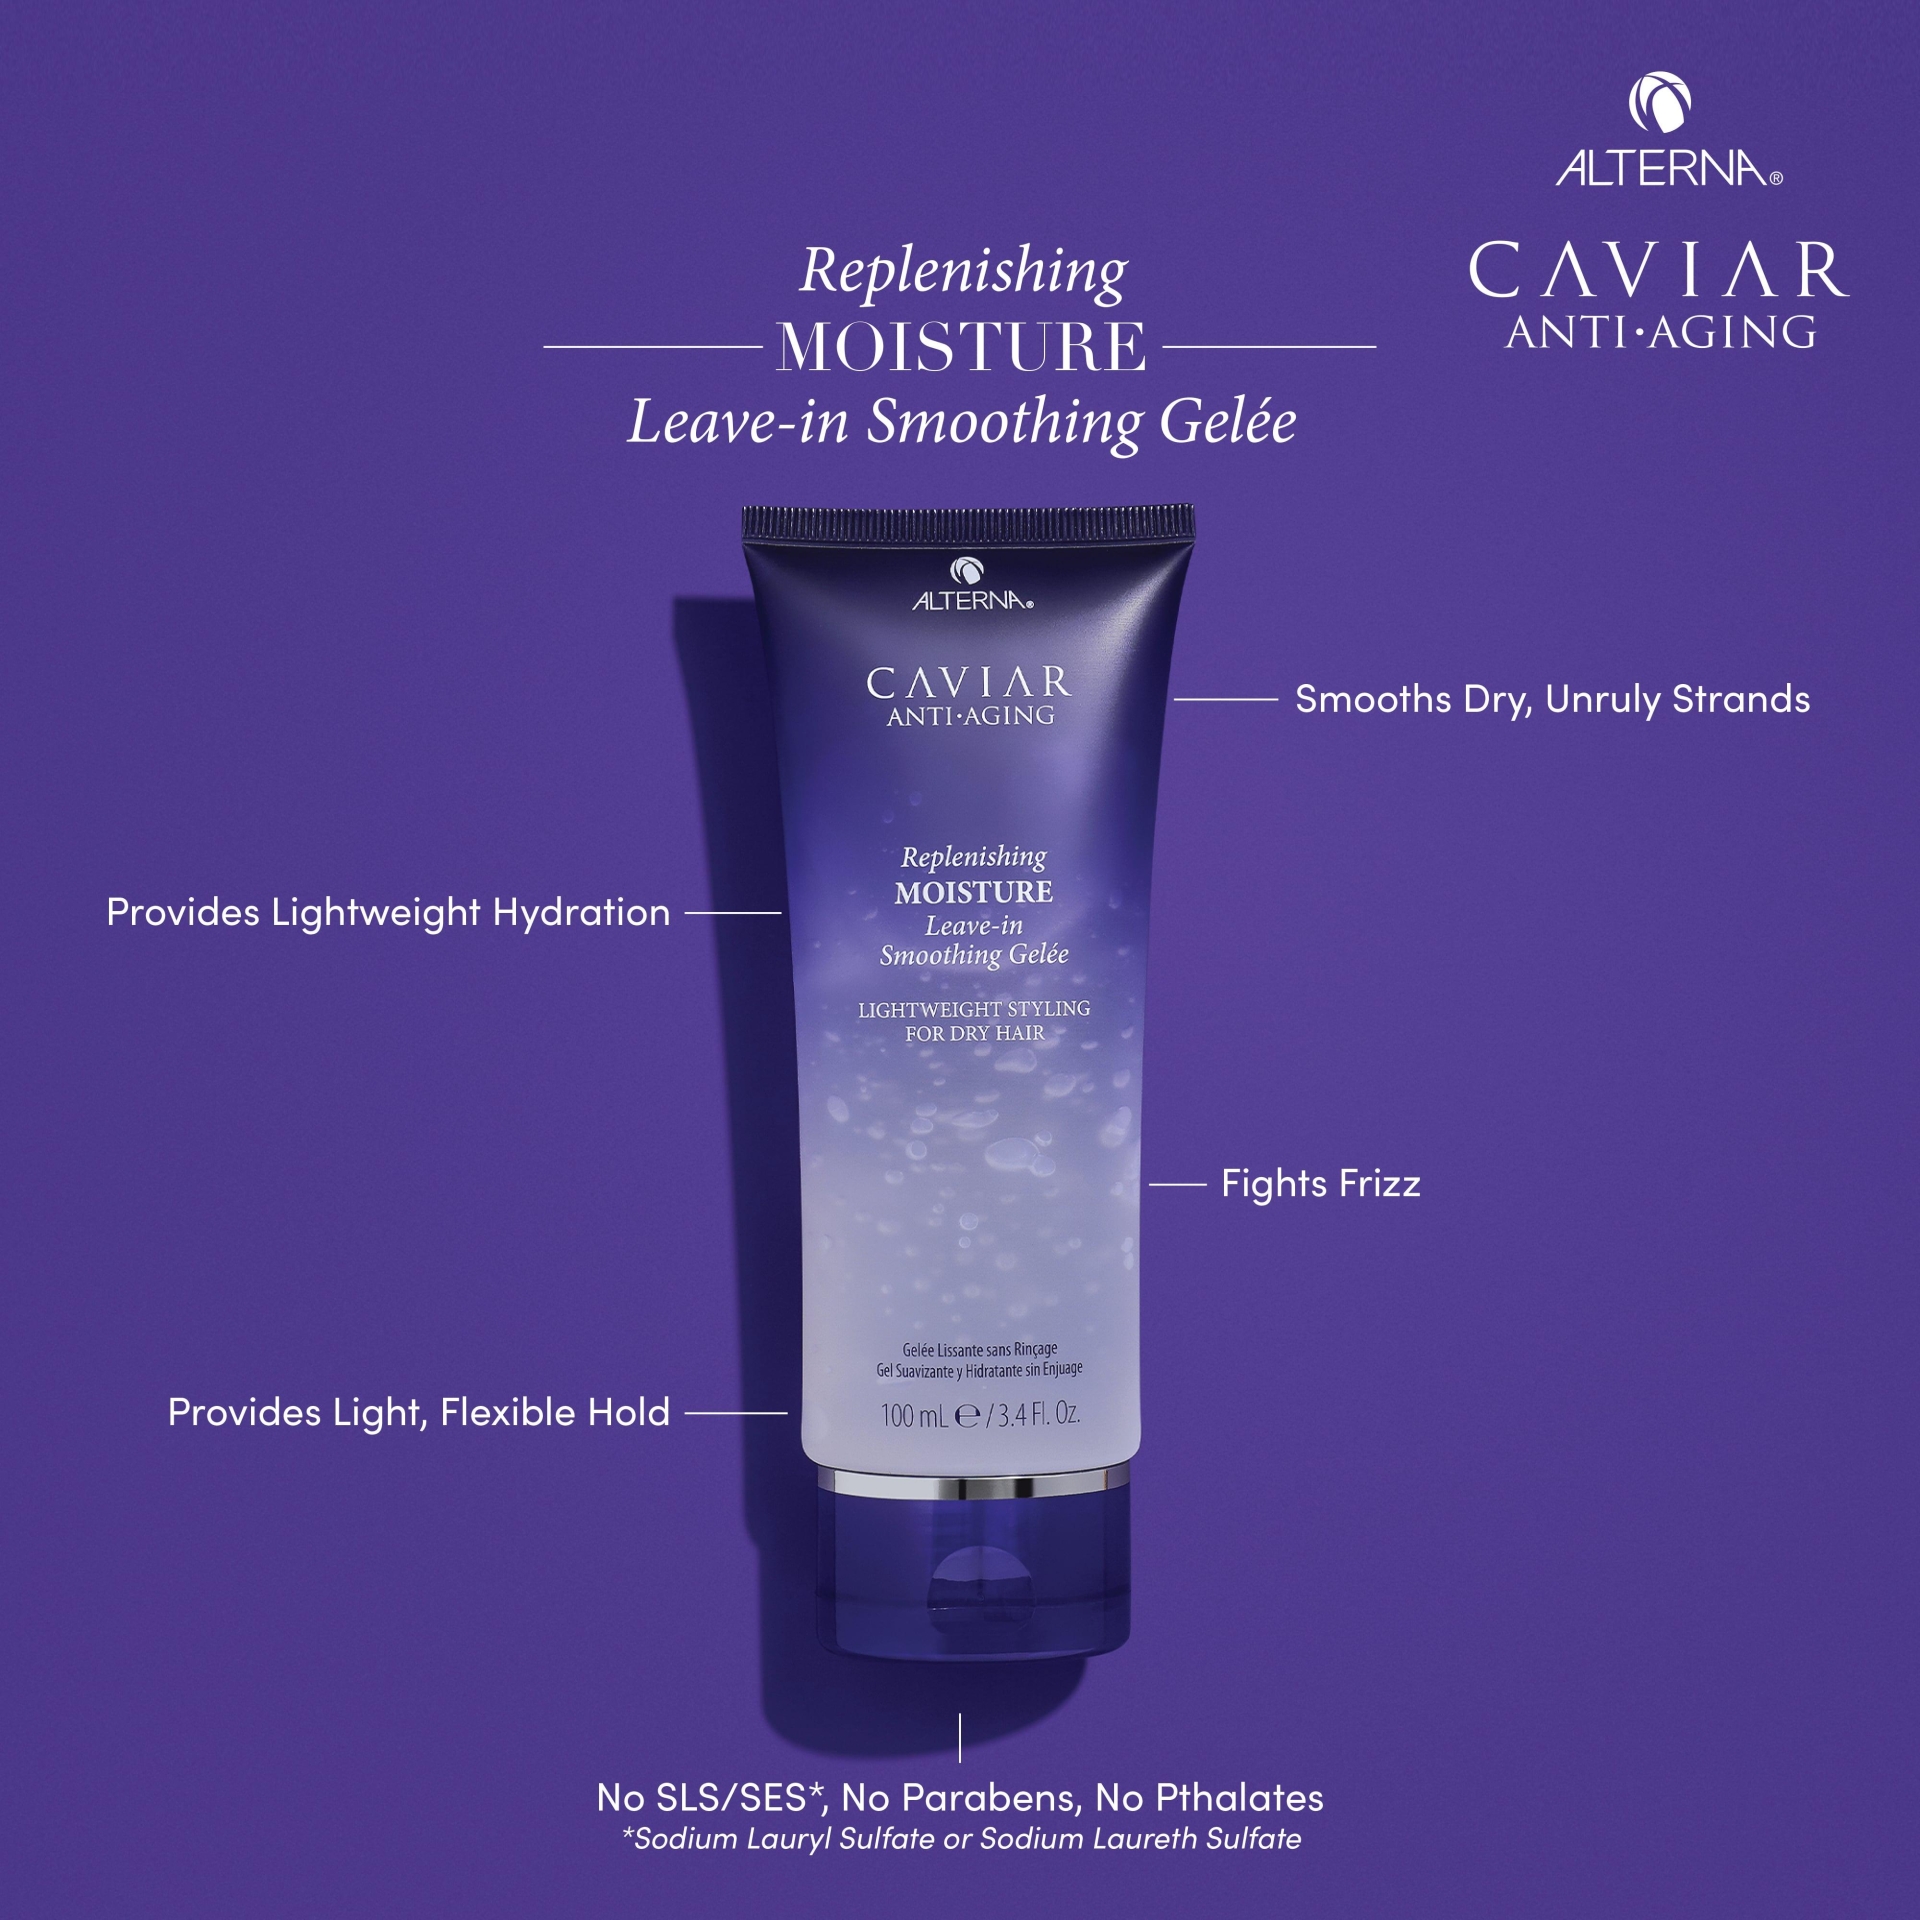 ALTERNA®
CAVIAR
ANTI•AGING
Replenishing
MOISTURE
Leave-in Smoothing Gelée
ALTERNA®
CAVIAR
ANTI•AGING
Replenishing
MOISTURE
Leave-in
Smoothing Gelée
LIGHTWEIGHT STYLING
FOR DRY HAIR
Gelée Lissante sans Rinçage
Gel Suavizante y Hidratante sin Enjuage
100 mL ℮ / 3.4 Fl. Oz.
Smooths Dry, Unruly Strands
Provides Lightweight Hydration
Fights Frizz
Provides Light, Flexible Hold
No SLS/SES*, No Parabens, No Pthalates
*Sodium Lauryl Sulfate or Sodium Laureth Sulfate